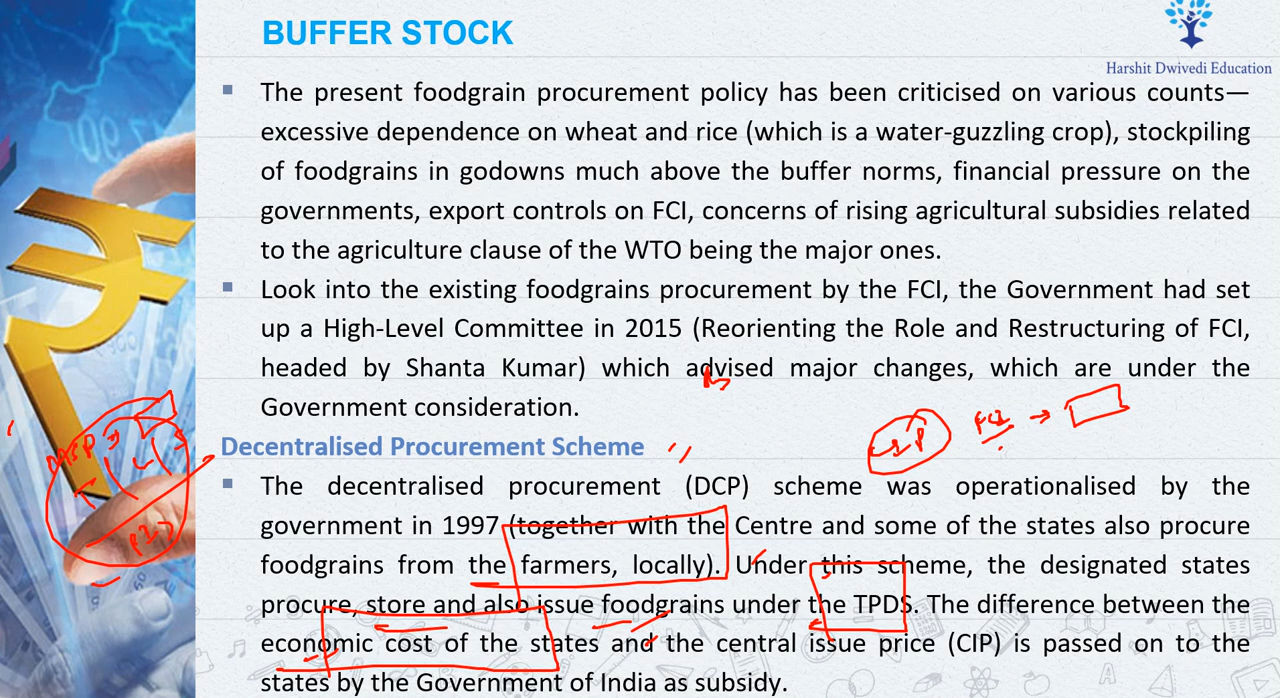 BUFFER STOCK
Harshit Dwivedi Education
▪ The present foodgrain procurement policy has been criticised on various counts—
excessive dependence on wheat and rice (which is a water-guzzling crop), stockpiling
of foodgrains in godowns much above the buffer norms, financial pressure on the
governments, export controls on FCI, concerns of rising agricultural subsidies related
to the agriculture clause of the WTO being the major ones.
▪ Look into the existing foodgrains procurement by the FCI, the Government had set
up a High-Level Committee in 2015 (Reorienting the Role and Restructuring of FCI,
headed by Shanta Kumar) which advised major changes, which are under the
Government consideration.
FCI →
MSP →
Decentralised Procurement Scheme
▪ The decentralised procurement (DCP) scheme was operationalised by the
government in 1997 (together with the Centre and some of the states also procure
foodgrains from the farmers, locally). Under this scheme, the designated states
procure, store and also issue foodgrains under the TPDS. The difference between the
economic cost of the states and the central issue price (CIP) is passed on to the
states by the Government of India as subsidy.